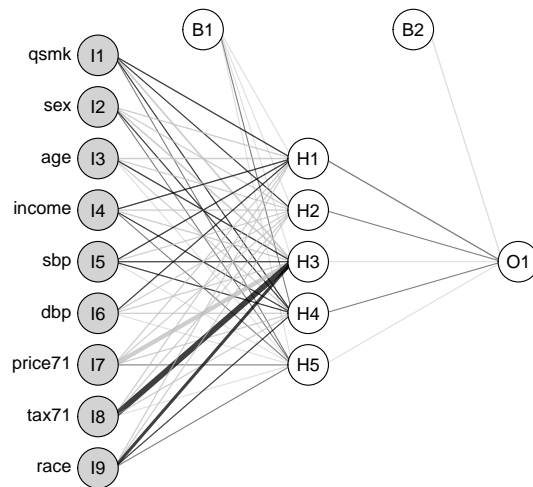 B1
B2
qsmk I1
sex I2
age I3
H1
income I4
H2
sbp I5
H3
O1
dbp I6
H4
price71 I7
H5
tax71 I8
race I9